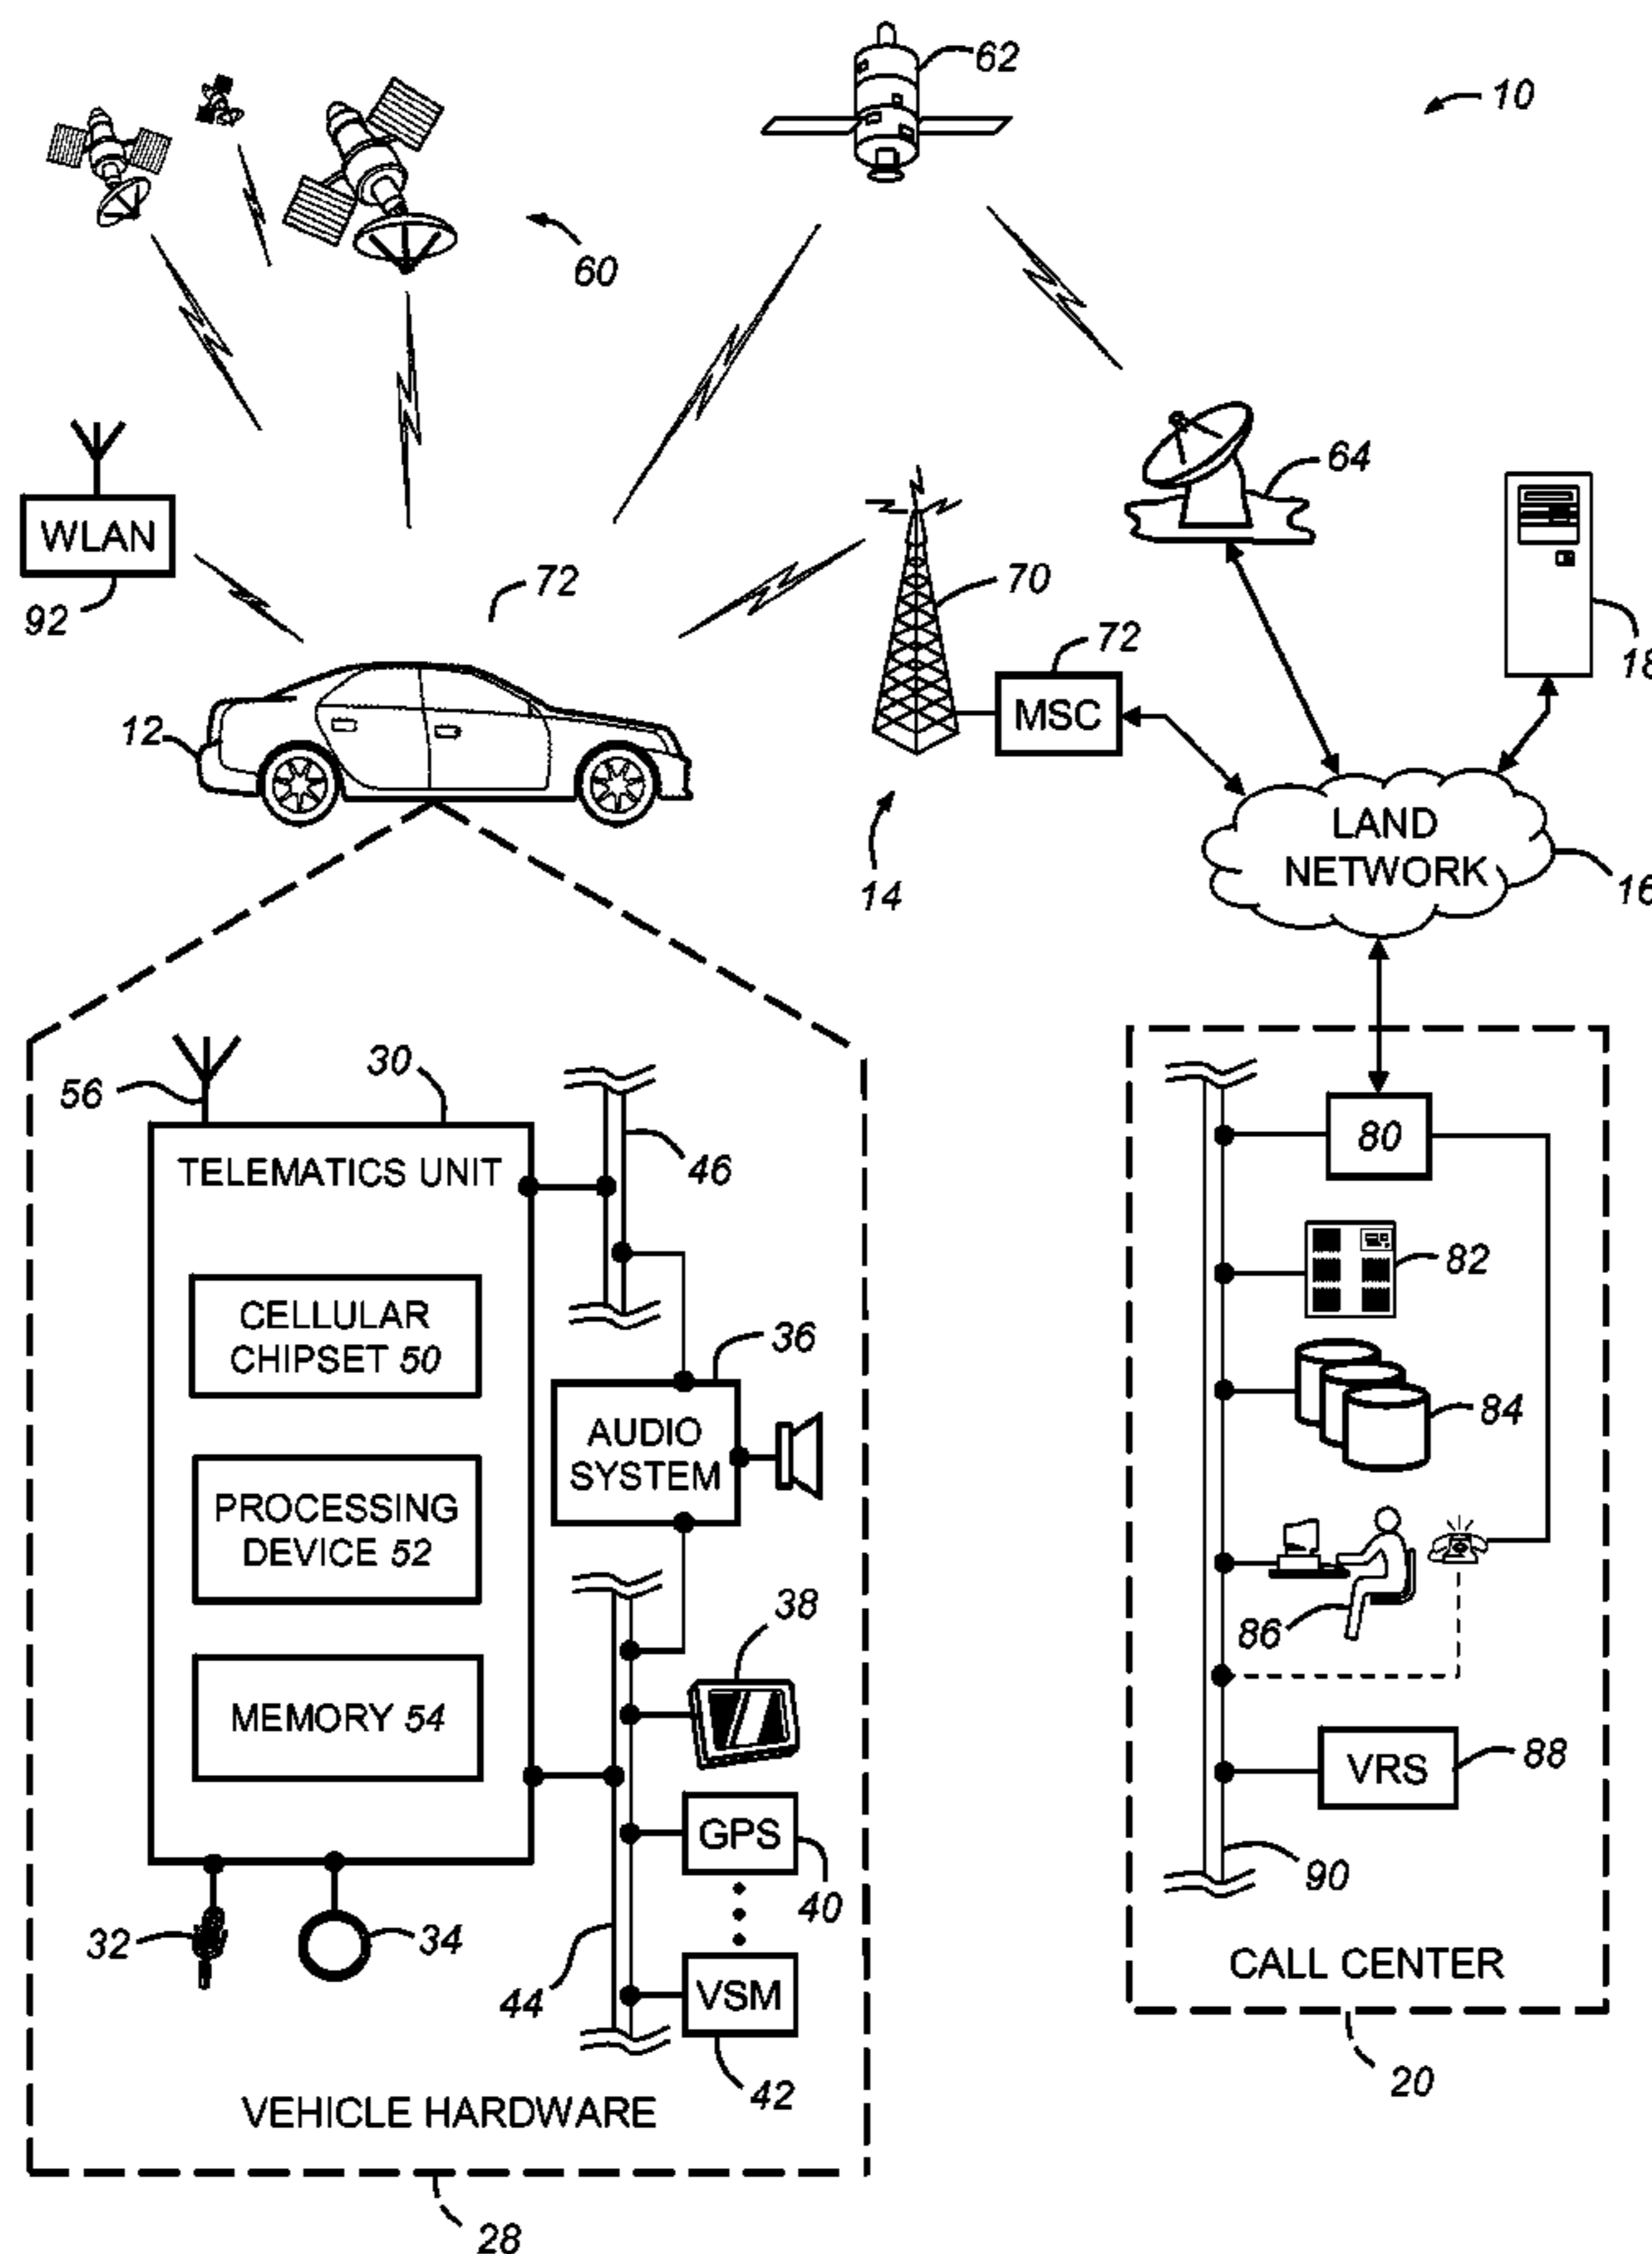 62
10
60
64
WLAN
92
72
70
18
72
MSC
12
14
LAND
NETWORK
16
56
30
TELEMATICS UNIT
46
80
CELLULAR
CHIPSET 50
82
36
AUDIO
SYSTEM
84
PROCESSING
DEVICE 52
38
86
MEMORY 54
VRS
88
GPS
40
90
32
34
44
VSM
42
CALL CENTER
20
VEHICLE HARDWARE
28